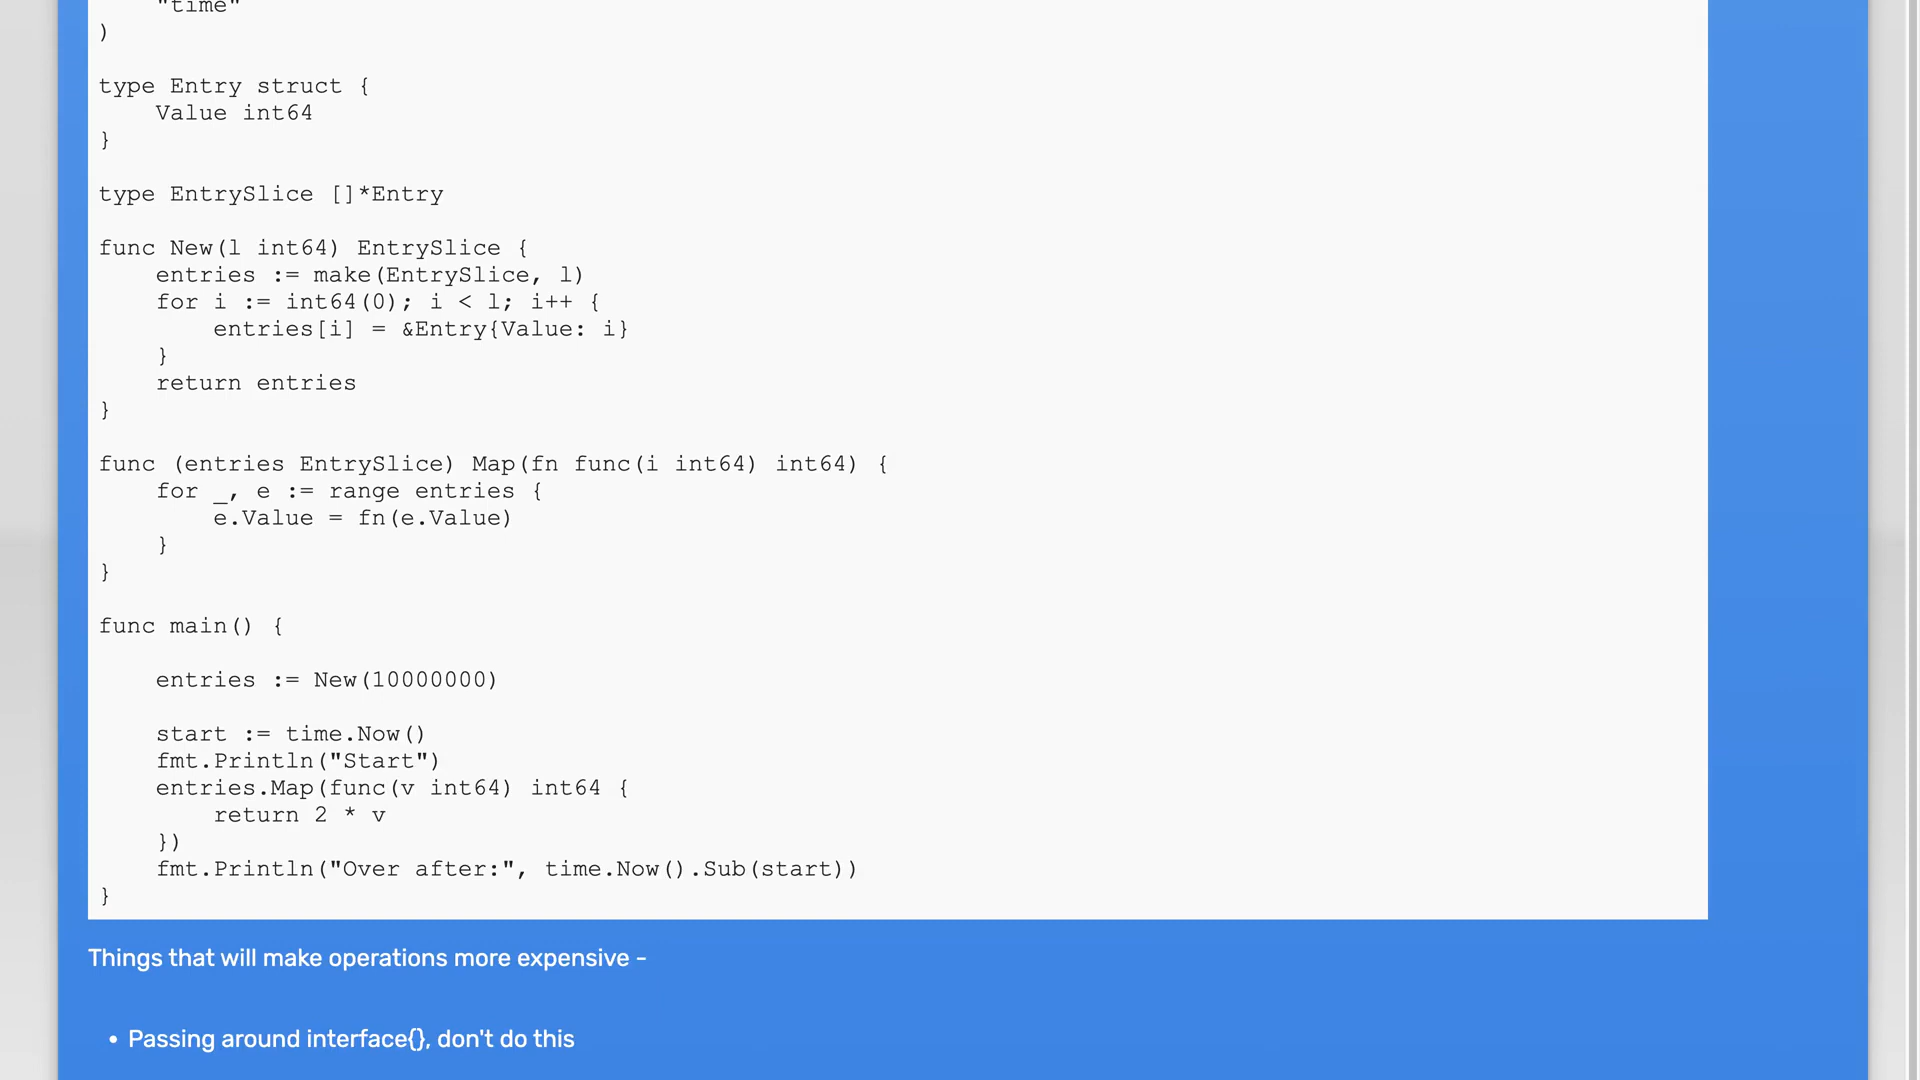 "time"
)
type Entry struct {
Value int64
}
type EntrySlice []*Entry
func New(l int64) EntrySlice {
entries := make(EntrySlice, l)
for i := int64(0); i < l; i++ {
entries[i] = &Entry{Value: i}
}
return entries
}
func (entries EntrySlice) Map(fn func(i int64) int64) {
for _, e := range entries {
e.Value = fn(e.Value)
}
}
func main() {
entries := New(10000000)
start := time.Now()
fmt.Println("Start")
entries.Map(func(v int64) int64 {
return 2 * v
})
fmt.Println("Over after:", time.Now().Sub(start))
}
Things that will make operations more expensive -
• Passing around interface{}, don't do this